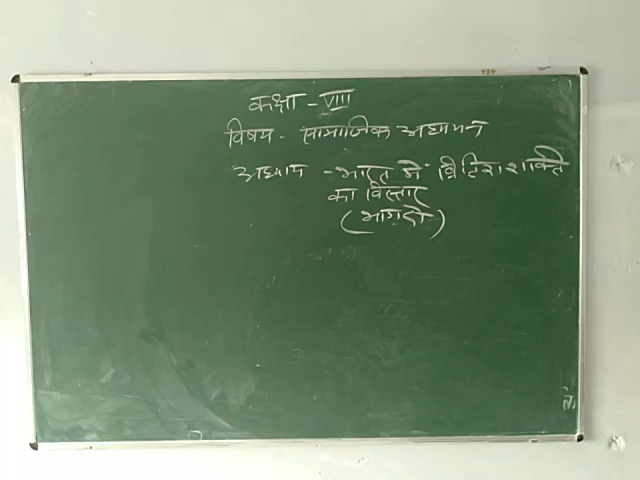 कक्षा - VIII
विषय - सामाजिक अध्ययन
अध्याय - भारत में ब्रिटिश शक्ति
का विस्तार
(भाग दो)